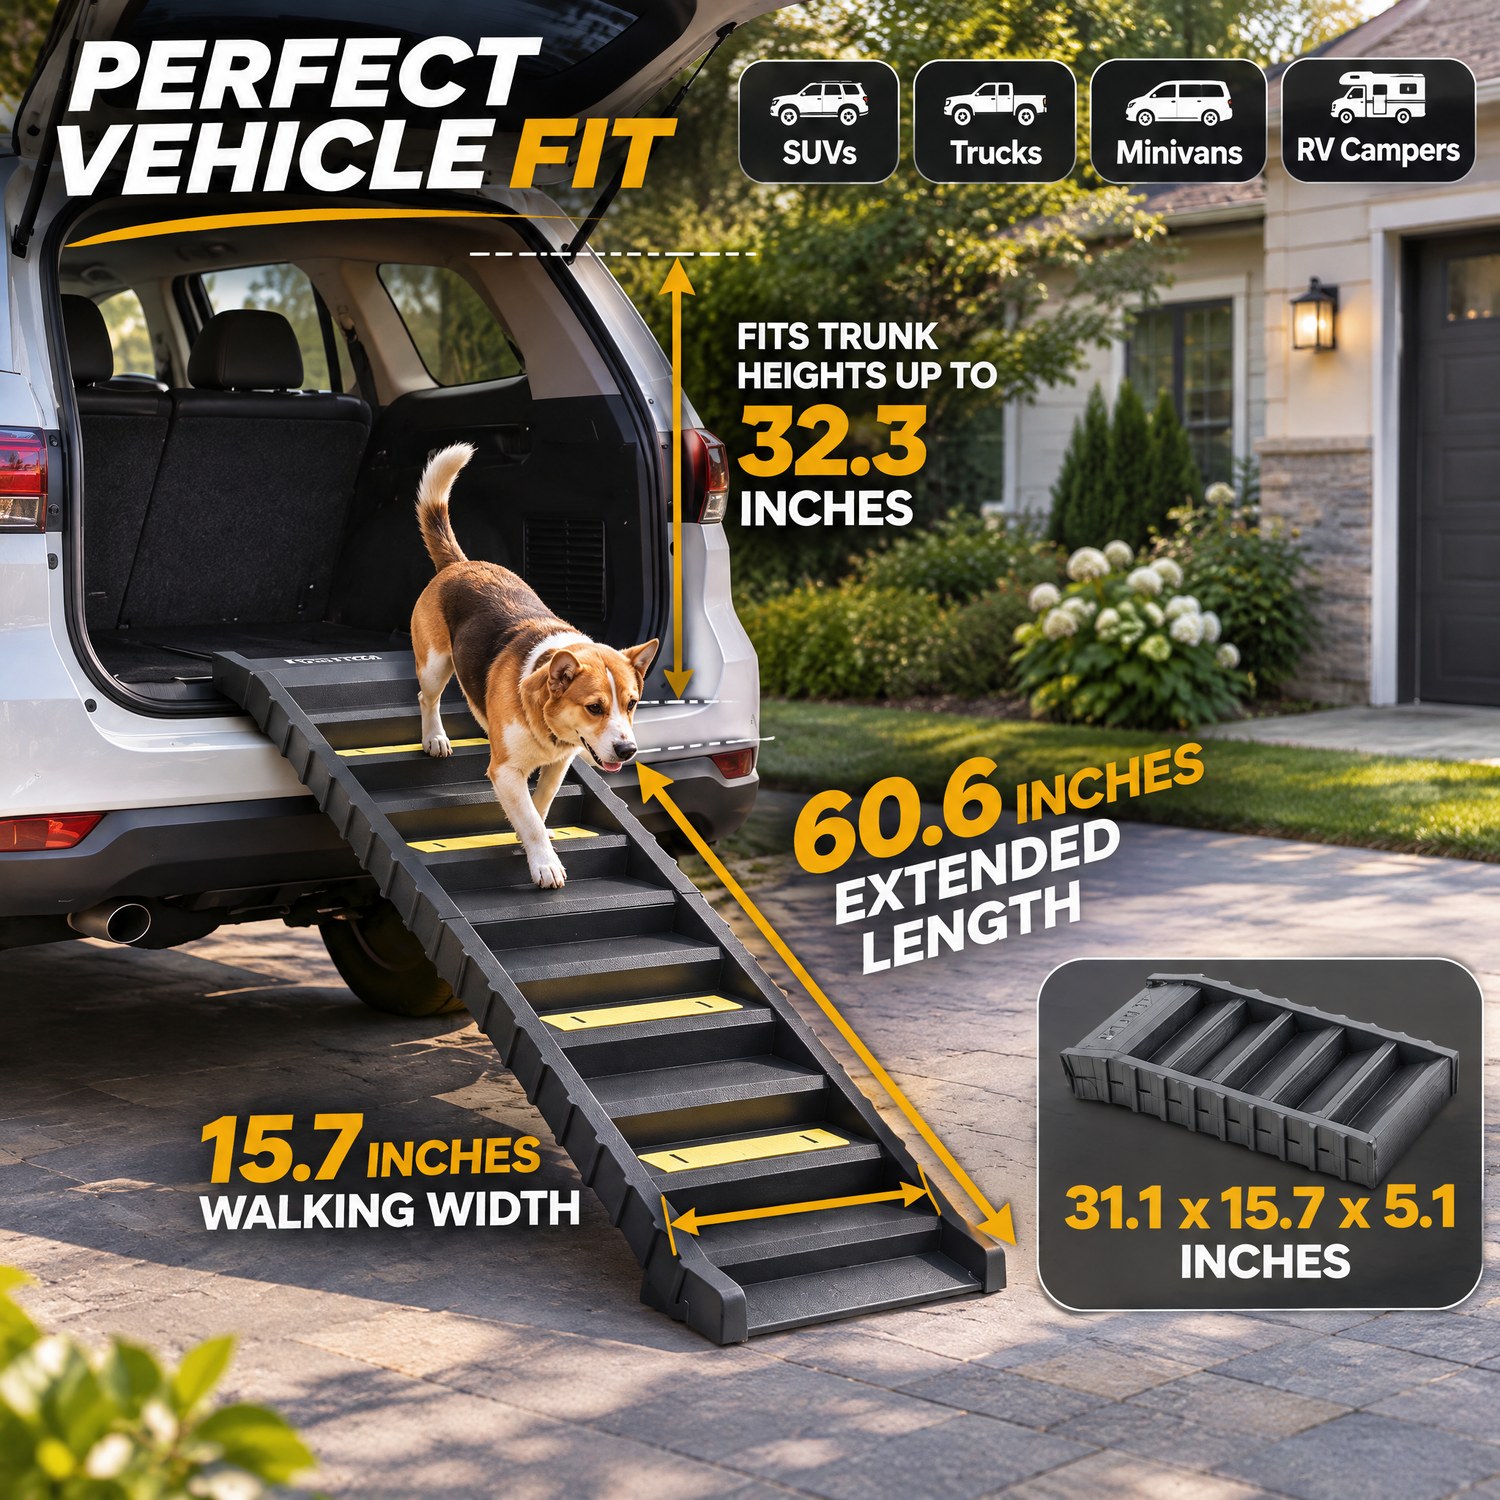 PERFECT
VEHICLE FIT
SUVs
Trucks
Minivans
RV Campers
FITS TRUNK
HEIGHTS UP TO
32.3
INCHES
60.6 INCHES
EXTENDED
LENGTH
15.7 INCHES
WALKING WIDTH
31.1 x 15.7 x 5.1
INCHES